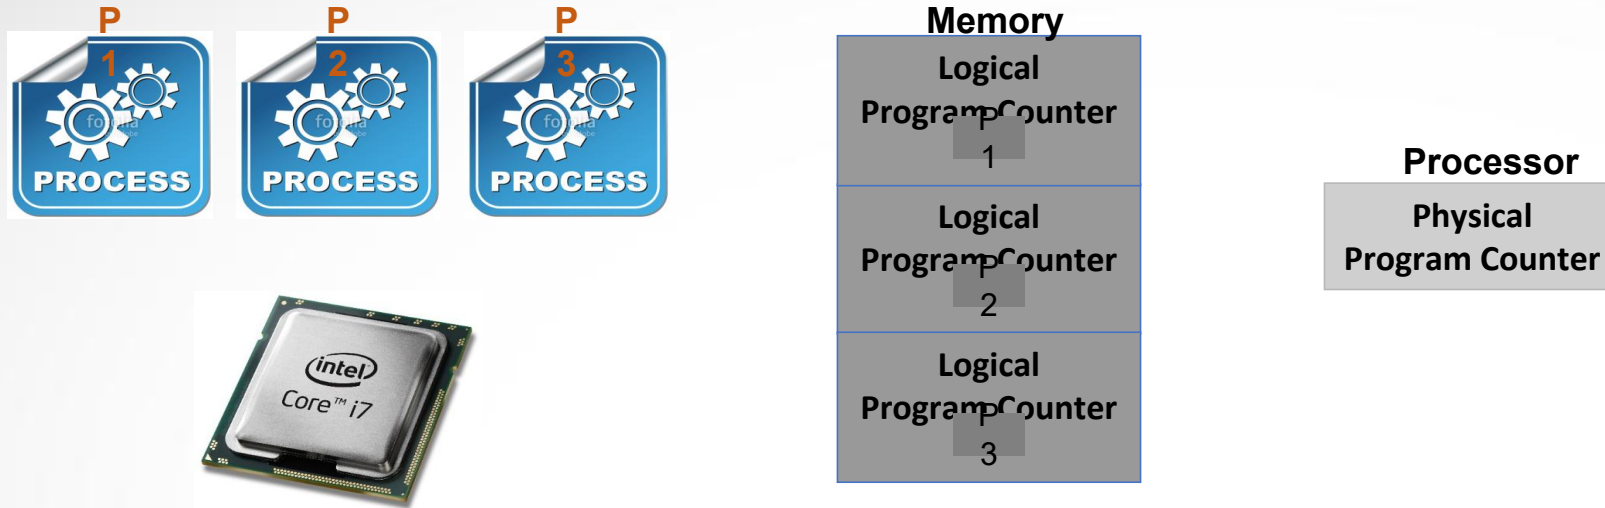 P
1
PROCESS
P
2
PROCESS
P
3
PROCESS
intel
Core™ i7
Memory
Logical
Program Counter
P
1
Logical
Program Counter
P
2
Logical
Program Counter
P
3
Processor
Physical
Program Counter